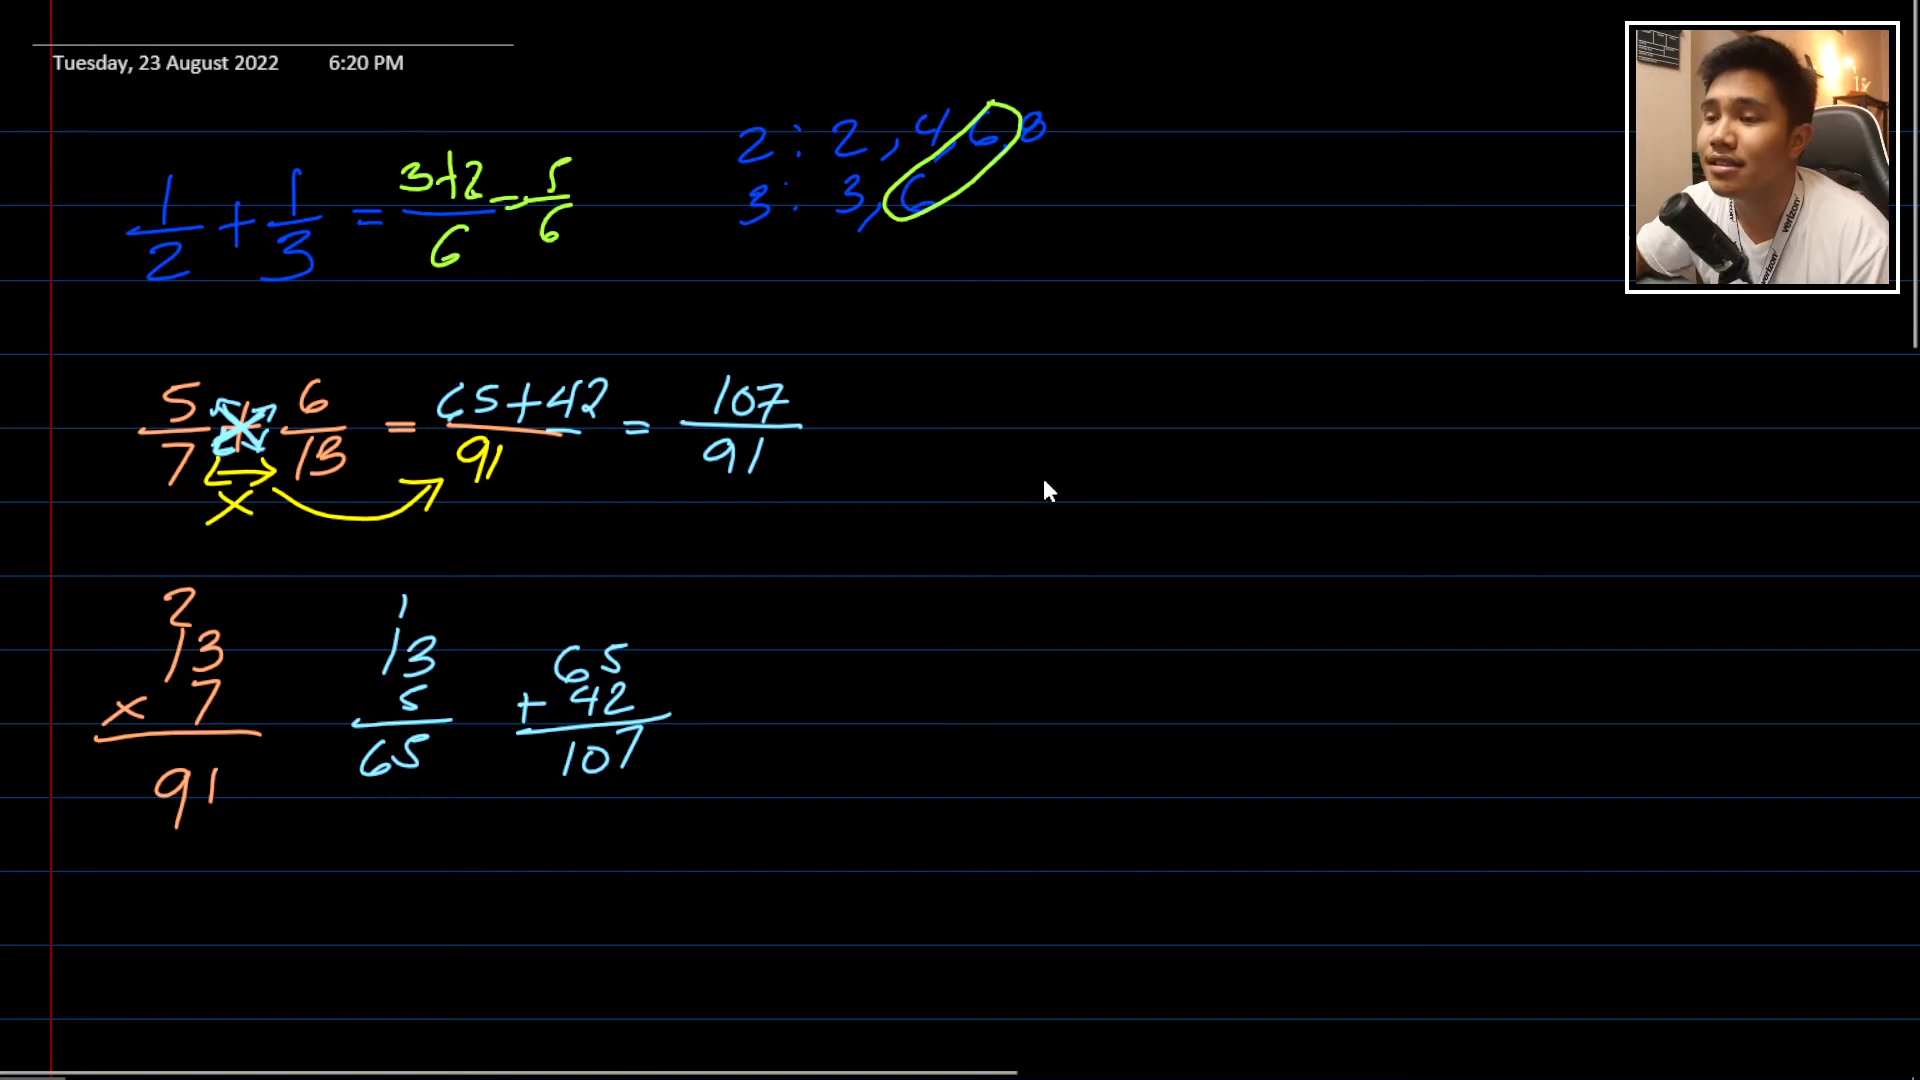 Tuesday, 23 August 2022 6:20 PM
2 : 2 , 4, 6, 8
3 : 3, 6
1/2 + 1/3 = 3+2/6 = 5/6
5/7 + 6/13 = 65+42/91 = 107/91
x
2
13
x 7
91
1
13
5
65
65
+ 42
107
verizon
verizon